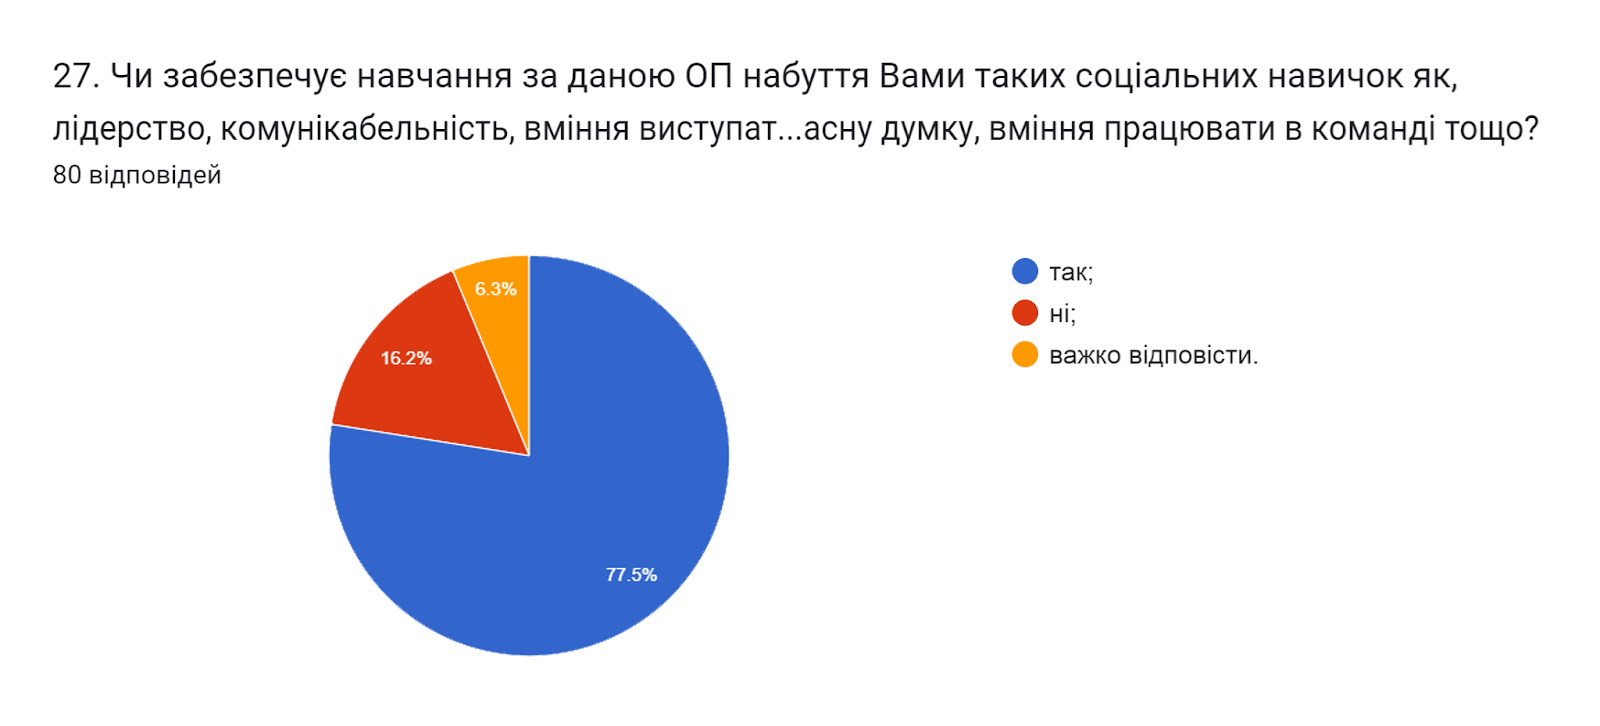 27. Чи забезпечує навчання за даною ОП набуття Вами таких соціальних навичок як,
лідерство, комунікабельність, вміння виступат...асну думку, вміння працювати в команді тощо?
80 відповідей
так;
ні;
важко відповісти.
6.3%
16.2%
77.5%